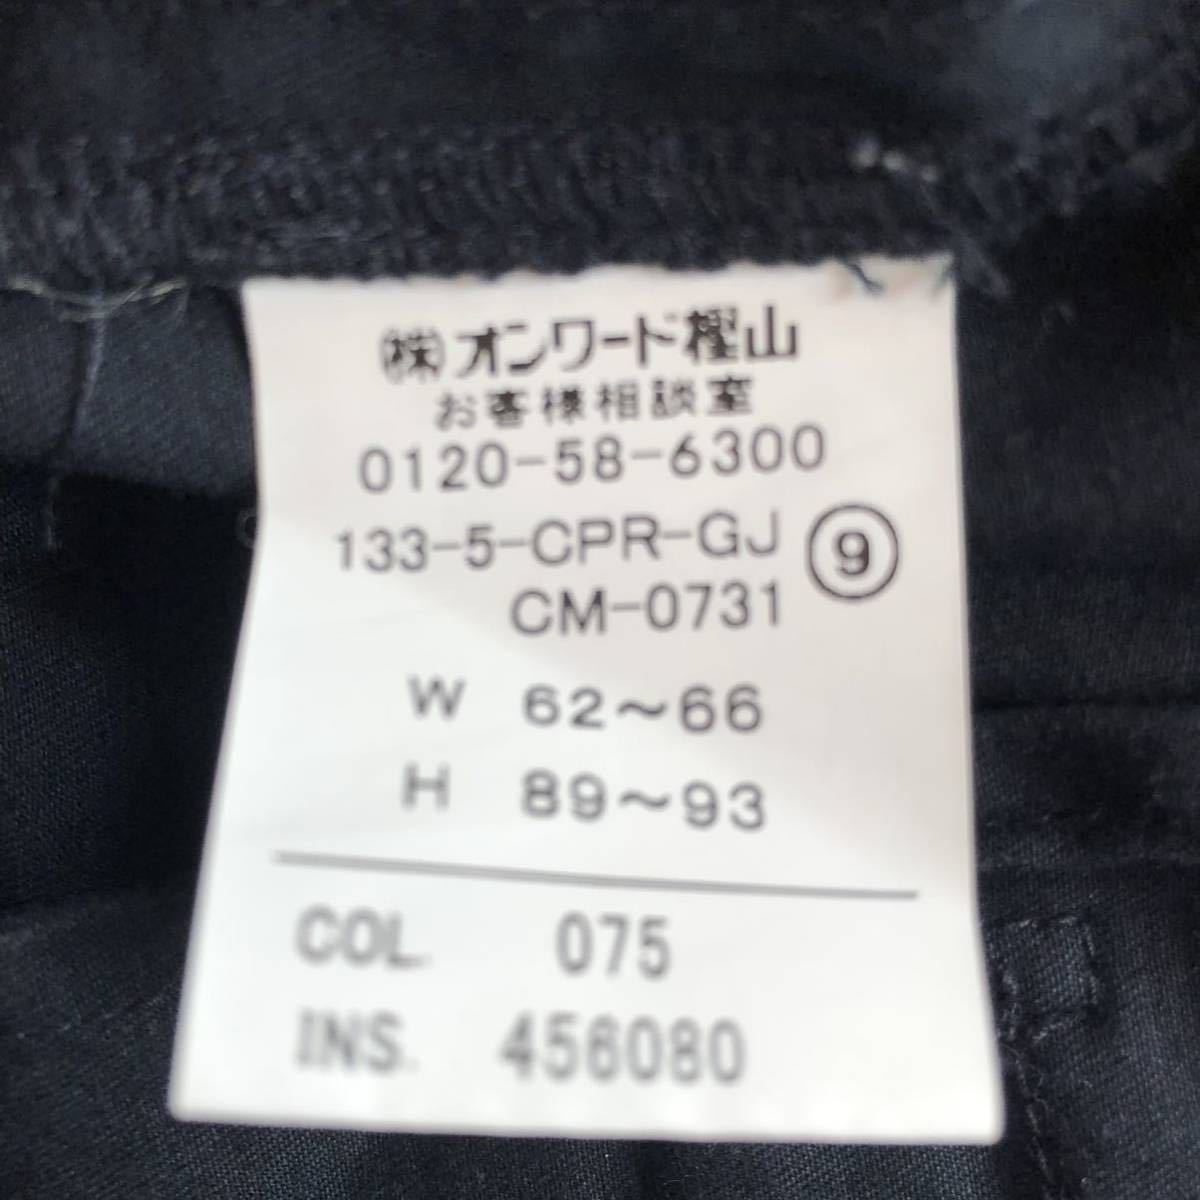 (株)オンワード樫山
お客様相談室
0120-58-6300
133-5-CPR-GJ ⑨
CM-0731
W 62~66
H 89~93
COL. 075
INS. 456080